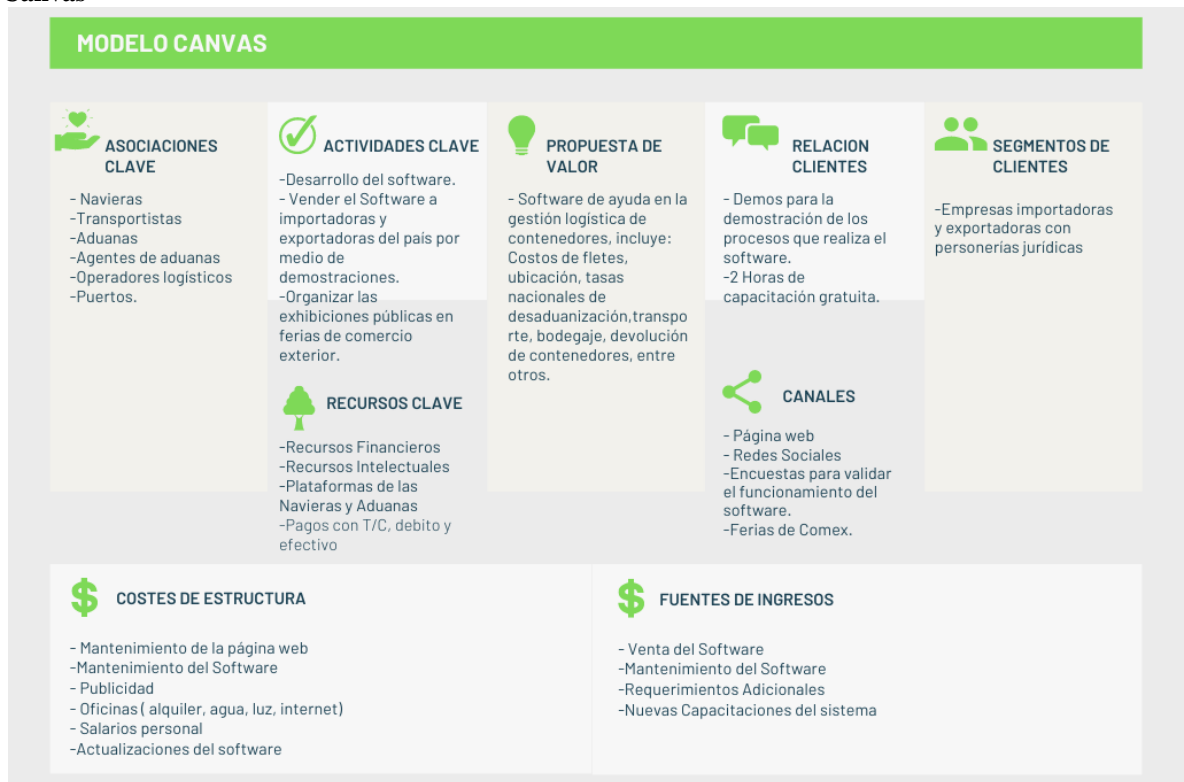 Canvas
MODELO CANVAS
ASOCIACIONES
CLAVE
- Navieras
-Transportistas
-Aduanas
-Agentes de aduanas
-Operadores logísticos
-Puertos.
ACTIVIDADES CLAVE
-Desarrollo del software.
- Vender el Software a
importadoras y
exportadoras del país por
medio de
demostraciones.
-Organizar las
exhibiciones públicas en
ferias de comercio
exterior.
RECURSOS CLAVE
-Recursos Financieros
-Recursos Intelectuales
-Plataformas de las
Navieras y Aduanas
-Pagos con T/C, debito y
efectivo
PROPUESTA DE
VALOR
- Software de ayuda en la
gestión logística de
contenedores, incluye:
Costos de fletes,
ubicación, tasas
nacionales de
desaduanización,transpo
rte, bodegaje, devolución
de contenedores, entre
otros.
RELACION
CLIENTES
- Demos para la
demostración de los
procesos que realiza el
software.
-2 Horas de
capacitación gratuita.
CANALES
- Página web
- Redes Sociales
-Encuestas para validar
el funcionamiento del
software.
-Ferias de Comex.
SEGMENTOS DE
CLIENTES
-Empresas importadoras
y exportadoras con
personerías jurídicas
$ COSTES DE ESTRUCTURA
- Mantenimiento de la página web
-Mantenimiento del Software
- Publicidad
- Oficinas ( alquiler, agua, luz, internet)
- Salarios personal
-Actualizaciones del software
$ FUENTES DE INGRESOS
- Venta del Software
-Mantenimiento del Software
-Requerimientos Adicionales
-Nuevas Capacitaciones del sistema